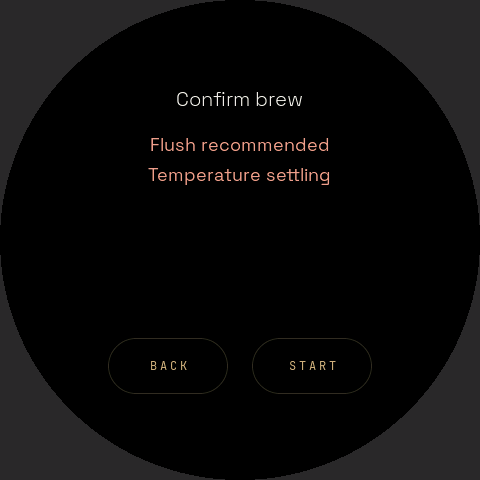 Confirm brew
Flush recommended
Temperature settling
BACK
START